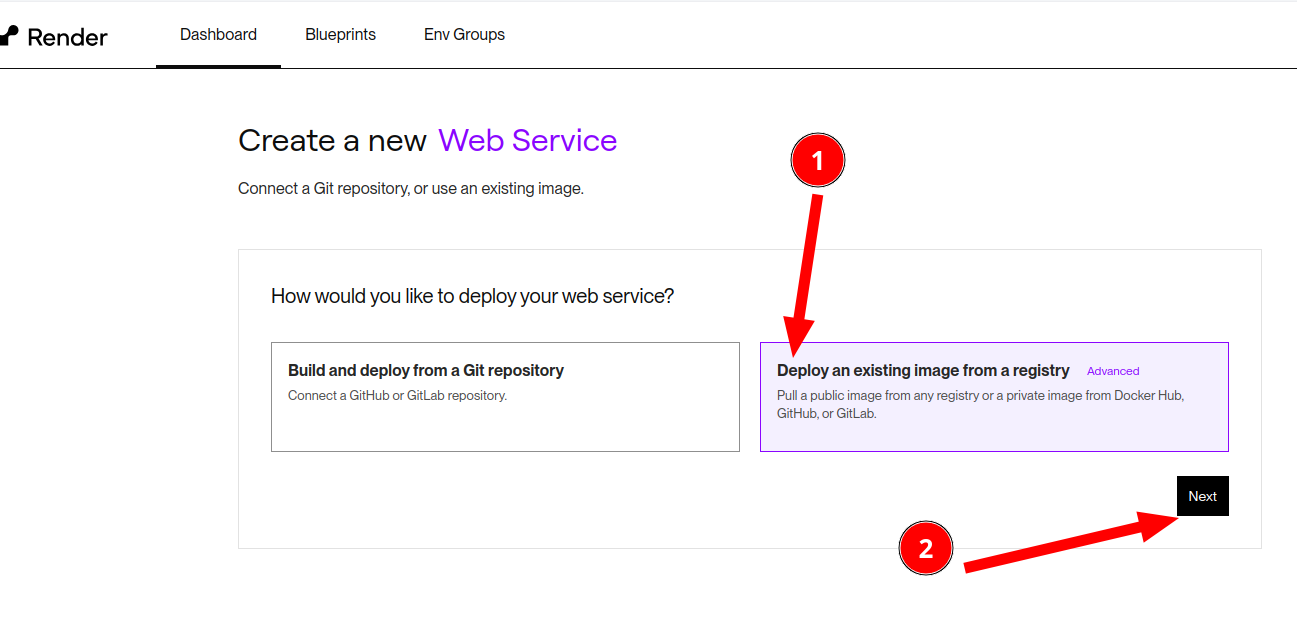 Render
Dashboard
Blueprints
Env Groups
Create a new Web Service
Connect a Git repository, or use an existing image.
1
How would you like to deploy your web service?
Build and deploy from a Git repository
Connect a GitHub or GitLab repository.
Deploy an existing image from a registry Advanced
Pull a public image from any registry or a private image from Docker Hub,
GitHub, or GitLab.
Next
2